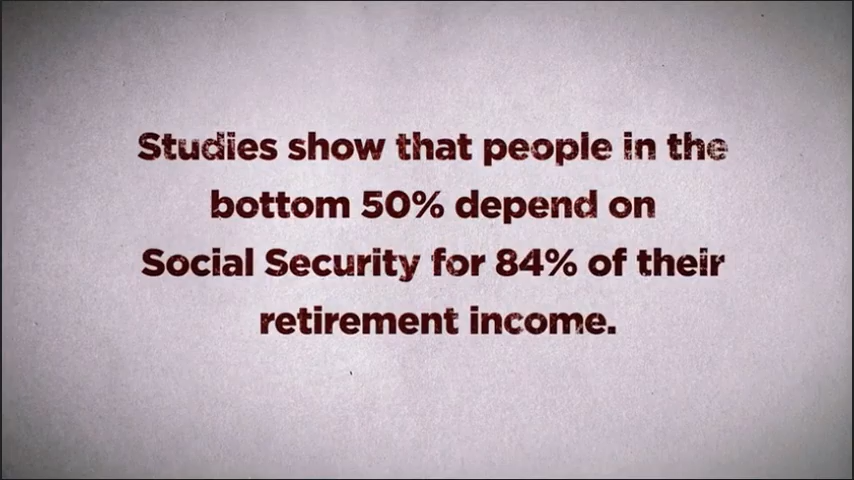 Studies show that people in the
bottom 50% depend on
Social Security for 84% of their
retirement income.